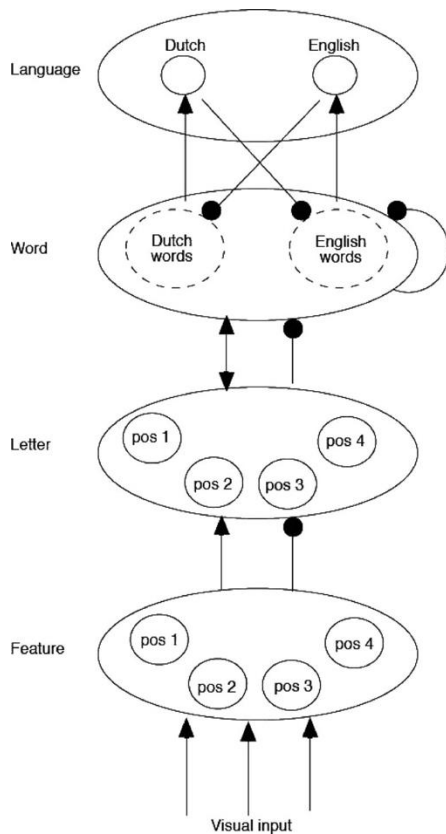 Dutch
English
Language
Word
Dutch
words
English
words
Letter
pos 1
pos 4
pos 2
pos 3
Feature
pos 1
pos 4
pos 2
pos 3
Visual input